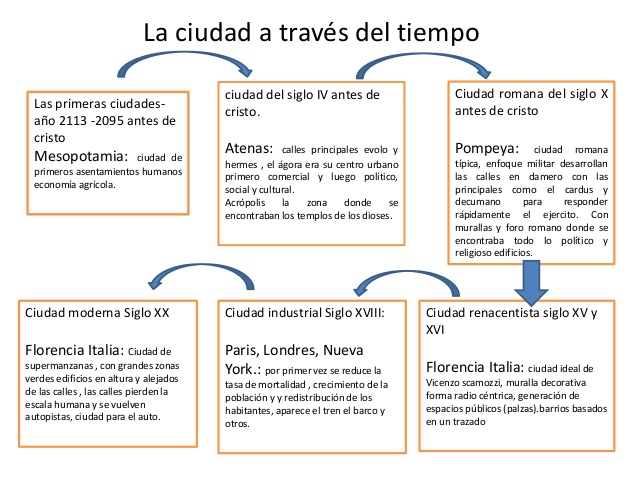 La ciudad a través del tiempo
Las primeras ciudades-
año 2113 -2095 antes de
cristo
Mesopotamia: ciudad de
primeros asentamientos humanos
economía agrícola.
ciudad del siglo IV antes de
cristo.
Atenas: calles principales evolo y
hermes , el ágora era su centro urbano
primero comercial y luego político,
social y cultural.
Acrópolis la zona donde se
encontraban los templos de los dioses.
Ciudad romana del siglo X
antes de cristo
Pompeya: ciudad romana
típica, enfoque militar desarrollan
las calles en damero con las
principales como el cardus y
decumano para responder
rápidamente el ejercito. Con
murallas y foro romano donde se
encontraba todo lo político y
religioso edificios.
Ciudad moderna Siglo XX
Florencia Italia: Ciudad de
supermanzanas , con grandes zonas
verdes edificios en altura y alejados
de las calles , las calles pierden la
escala humana y se vuelven
autopistas, ciudad para el auto.
Ciudad industrial Siglo XVIII:
Paris, Londres, Nueva
York.: por primer vez se reduce la
tasa de mortalidad , crecimiento de la
población y y redistribución de los
habitantes, aparece el tren el barco y
otros.
Ciudad renacentista siglo XV y
XVI
Florencia Italia: ciudad ideal de
Vicenzo scamozzi, muralla decorativa
forma radio céntrica, generación de
espacios públicos (palzas).barrios basados
en un trazado